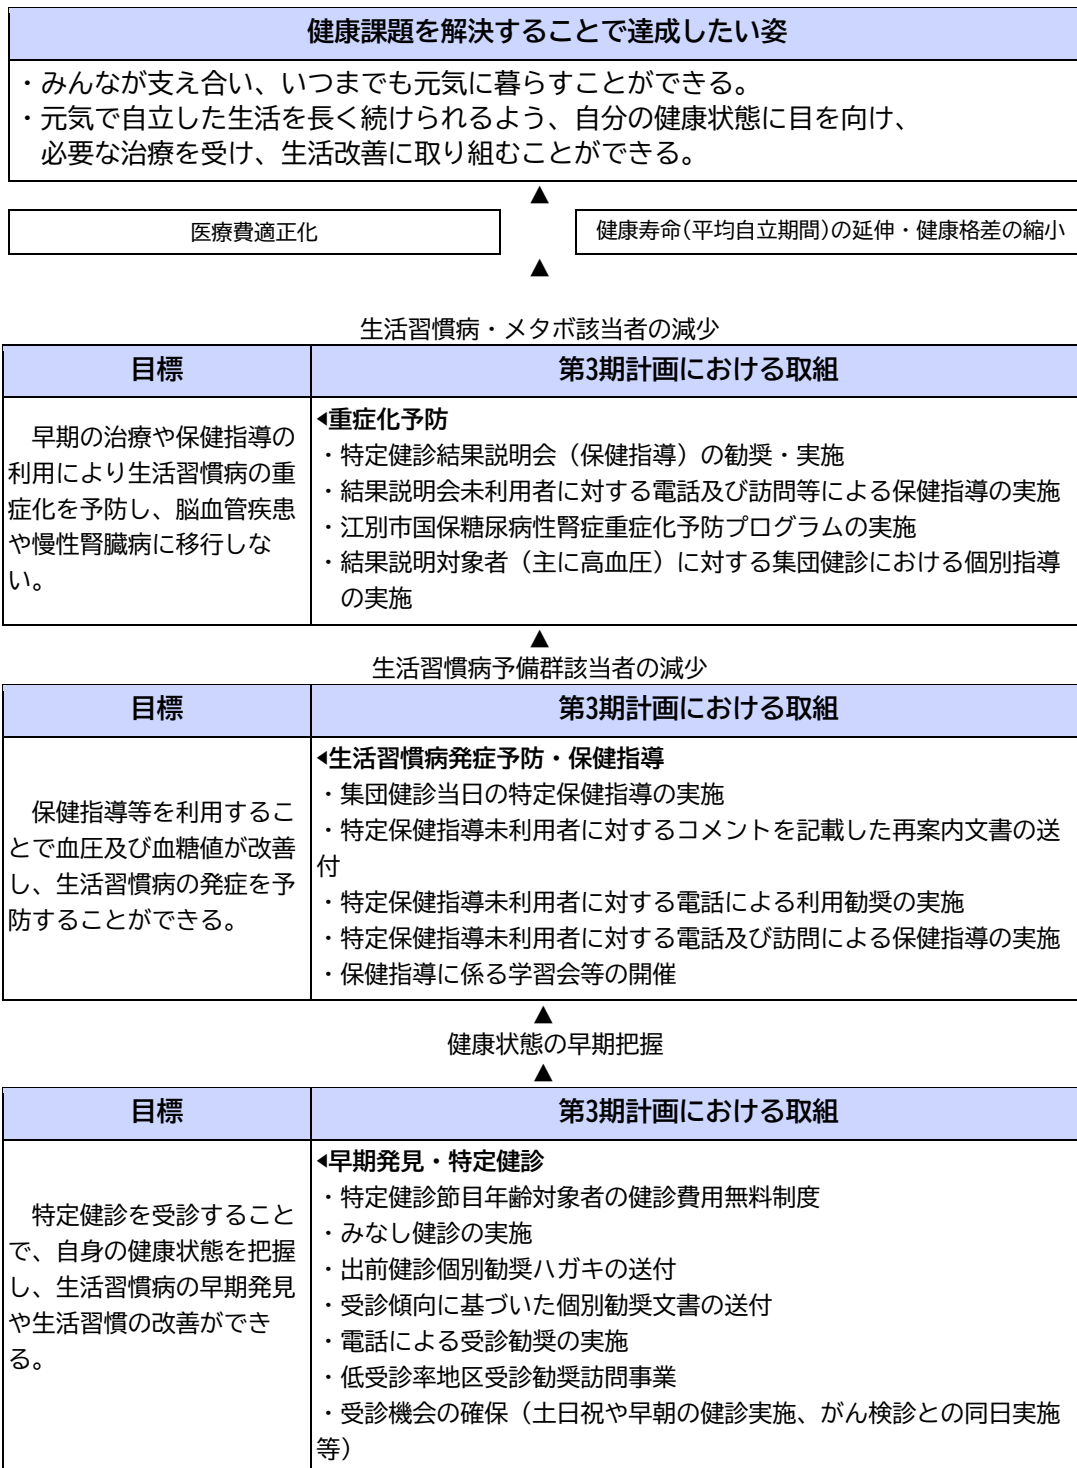 健康課題を解決することで達成したい姿
・みんなが支え合い、いつまでも元気に暮らすことができる。
・元気で自立した生活を長く続けられるよう、自分の健康状態に目を向け、
必要な治療を受け、生活改善に取り組むことができる。
▲
医療費適正化
健康寿命(平均自立期間)の延伸・健康格差の縮小
▲
生活習慣病・メタボ該当者の減少
目標
第3期計画における取組
早期の治療や保健指導の
利用により生活習慣病の重
症化を予防し、脳血管疾患
や慢性腎臓病に移行しな
い。
◀重症化予防
・特定健診結果説明会（保健指導）の勧奨・実施
・結果説明会未利用者に対する電話及び訪問等による保健指導の実施
・江別市国保糖尿病性腎症重症化予防プログラムの実施
・結果説明対象者（主に高血圧）に対する集団健診における個別指導
の実施
▲
生活習慣病予備群該当者の減少
目標
第3期計画における取組
保健指導等を利用するこ
とで血圧及び血糖値が改善
し、生活習慣病の発症を予
防することができる。
◀生活習慣病発症予防・保健指導
・集団健診当日の特定保健指導の実施
・特定保健指導未利用者に対するコメントを記載した再案内文書の送
付
・特定保健指導未利用者に対する電話による利用勧奨の実施
・特定保健指導未利用者に対する電話及び訪問による保健指導の実施
・保健指導に係る学習会等の開催
▲
健康状態の早期把握
▲
目標
第3期計画における取組
特定健診を受診すること
で、自身の健康状態を把握
し、生活習慣病の早期発見
や生活習慣の改善ができ
る。
◀早期発見・特定健診
・特定健診節目年齢対象者の健診費用無料制度
・みなし健診の実施
・出前健診個別勧奨ハガキの送付
・受診傾向に基づいた個別勧奨文書の送付
・電話による受診勧奨の実施
・低受診率地区受診勧奨訪問事業
・受診機会の確保（土日祝や早朝の健診実施、がん検診との同日実施
等）